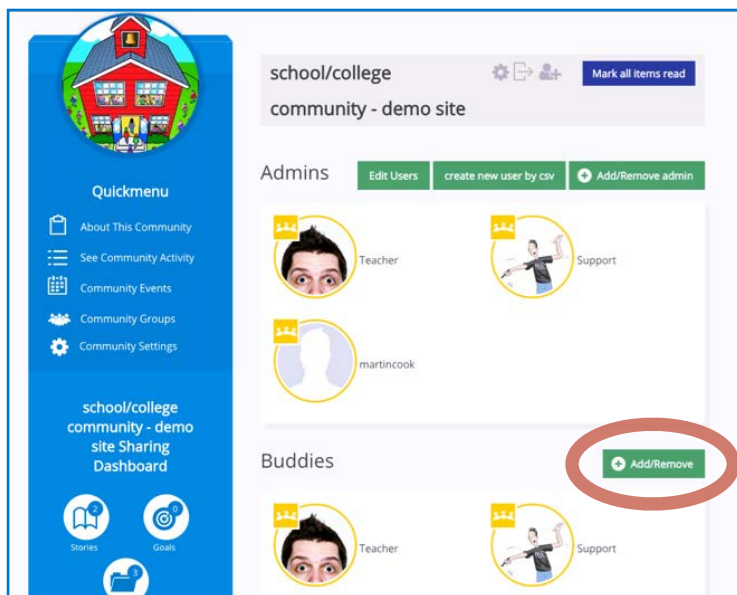 school/college
community - demo site
Mark all items read
Quickmenu
About This Community
See Community Activity
Community Events
Community Groups
Community Settings
school/college
community - demo
site Sharing
Dashboard
2
Stories
0
Goals
3
Admins
Edit Users
create new user by csv
Add/Remove admin
Teacher
Support
martincook
Buddies
Add/Remove
Teacher
Support